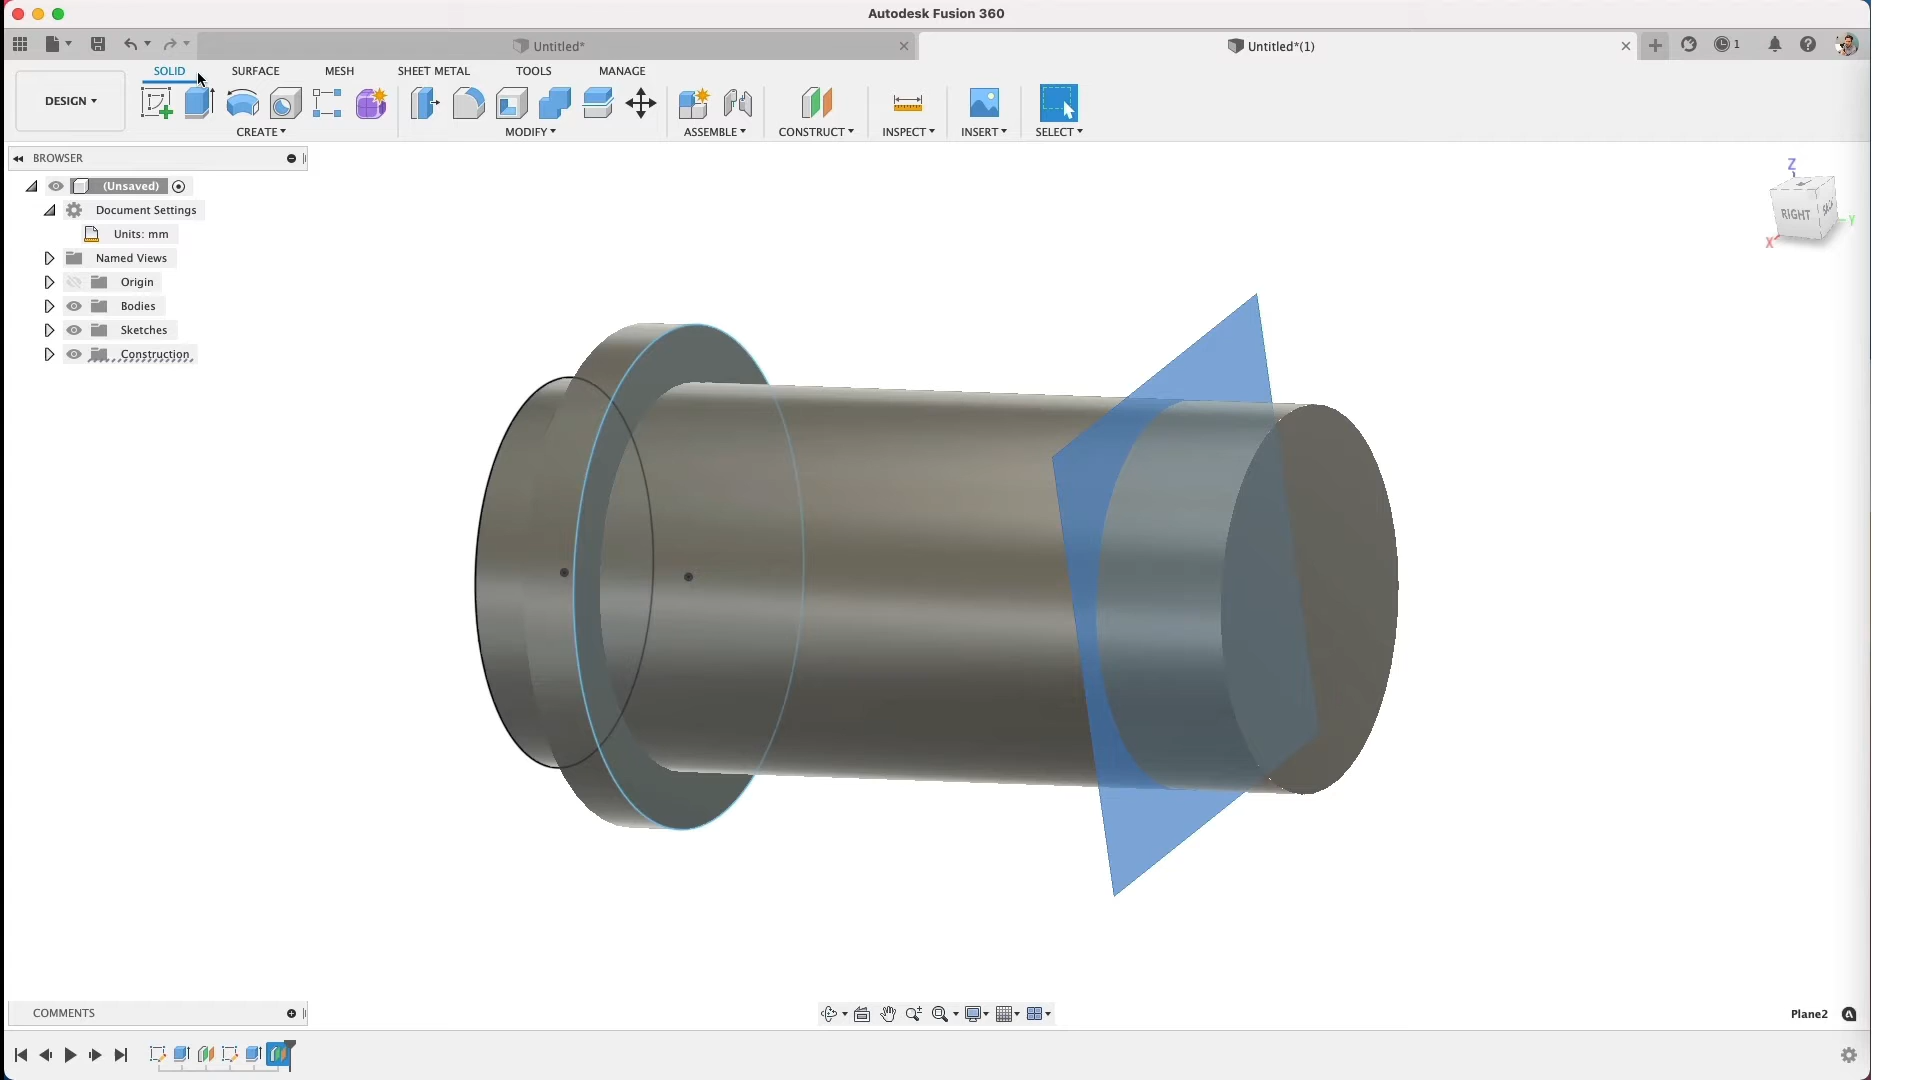 Autodesk Fusion 360
Untitled*
Untitled*(1)
1
SOLID
SURFACE
MESH
SHEET METAL
TOOLS
MANAGE
DESIGN
CREATE
MODIFY
ASSEMBLE
CONSTRUCT
INSPECT
INSERT
SELECT
BROWSER
(Unsaved)
Document Settings
Units: mm
Named Views
Origin
Bodies
Sketches
Construction
Z
RIGHT
BACK
Y
X
COMMENTS
Plane2